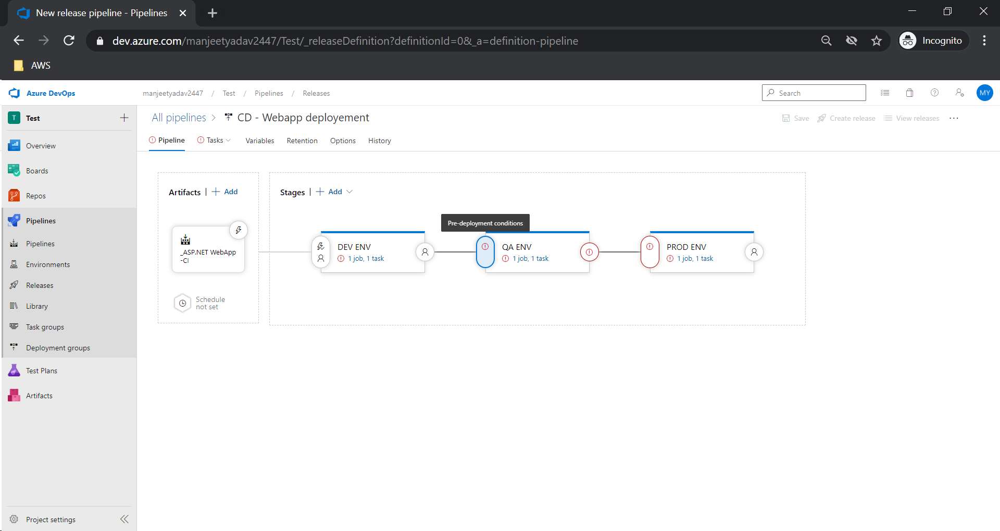 New release pipeline - Pipelines
dev.azure.com/manjeetyadav2447/Test/_releaseDefinition?definitionId=0&_a=definition-pipeline
Incognito
AWS
Azure DevOps
manjeetyadav2447 / Test / Pipelines / Releases
Search
MY
T Test
All pipelines > CD - Webapp deployement
Save
Create release
View releases
Pipeline
Tasks
Variables
Retention
Options
History
Overview
Boards
Repos
Pipelines
Pipelines
Environments
Releases
Library
Task groups
Deployment groups
Test Plans
Artifacts
Project settings
Artifacts | + Add
_ASP.NET WebApp
-CI
Schedule
not set
Stages | + Add
Pre-deployment conditions
DEV ENV
1 job, 1 task
QA ENV
1 job, 1 task
PROD ENV
1 job, 1 task